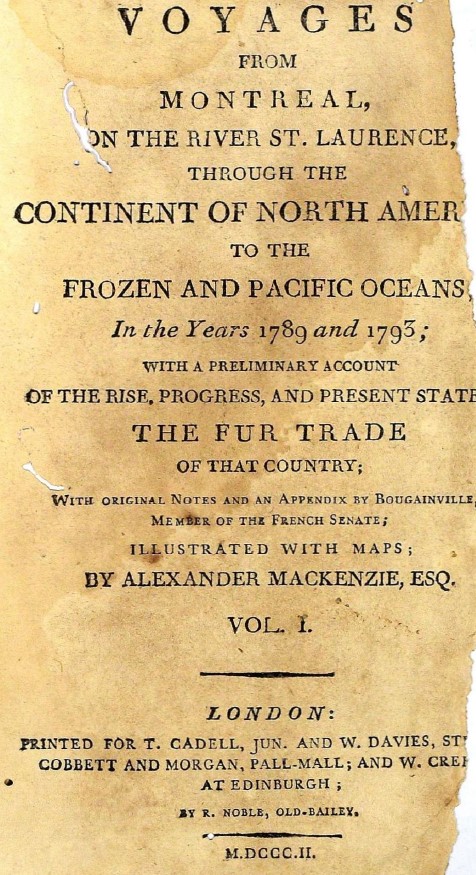 VOYAGES
FROM
MONTREAL,
ON THE RIVER ST. LAURENCE,
THROUGH THE
CONTINENT OF NORTH AMER
TO THE
FROZEN AND PACIFIC OCEANS
In the Years 1789 and 1793;
WITH A PRELIMINARY ACCOUNT
OF THE RISE, PROGRESS, AND PRESENT STATE
THE FUR TRADE
OF THAT COUNTRY;
WITH ORIGINAL NOTES AND AN APPENDIX BY BOUGAINVILLE,
MEMBER OF THE FRENCH SENATE;
ILLUSTRATED WITH MAPS;
BY ALEXANDER MACKENZIE, ESQ.
VOL. I.
LONDON:
PRINTED FOR T. CADELL, JUN. AND W. DAVIES, ST
COBBETT AND MORGAN, PALL-MALL; AND W. CREE
AT EDINBURGH;
BY R. NOBLE, OLD-BAILEY.
M.DCCC.II.